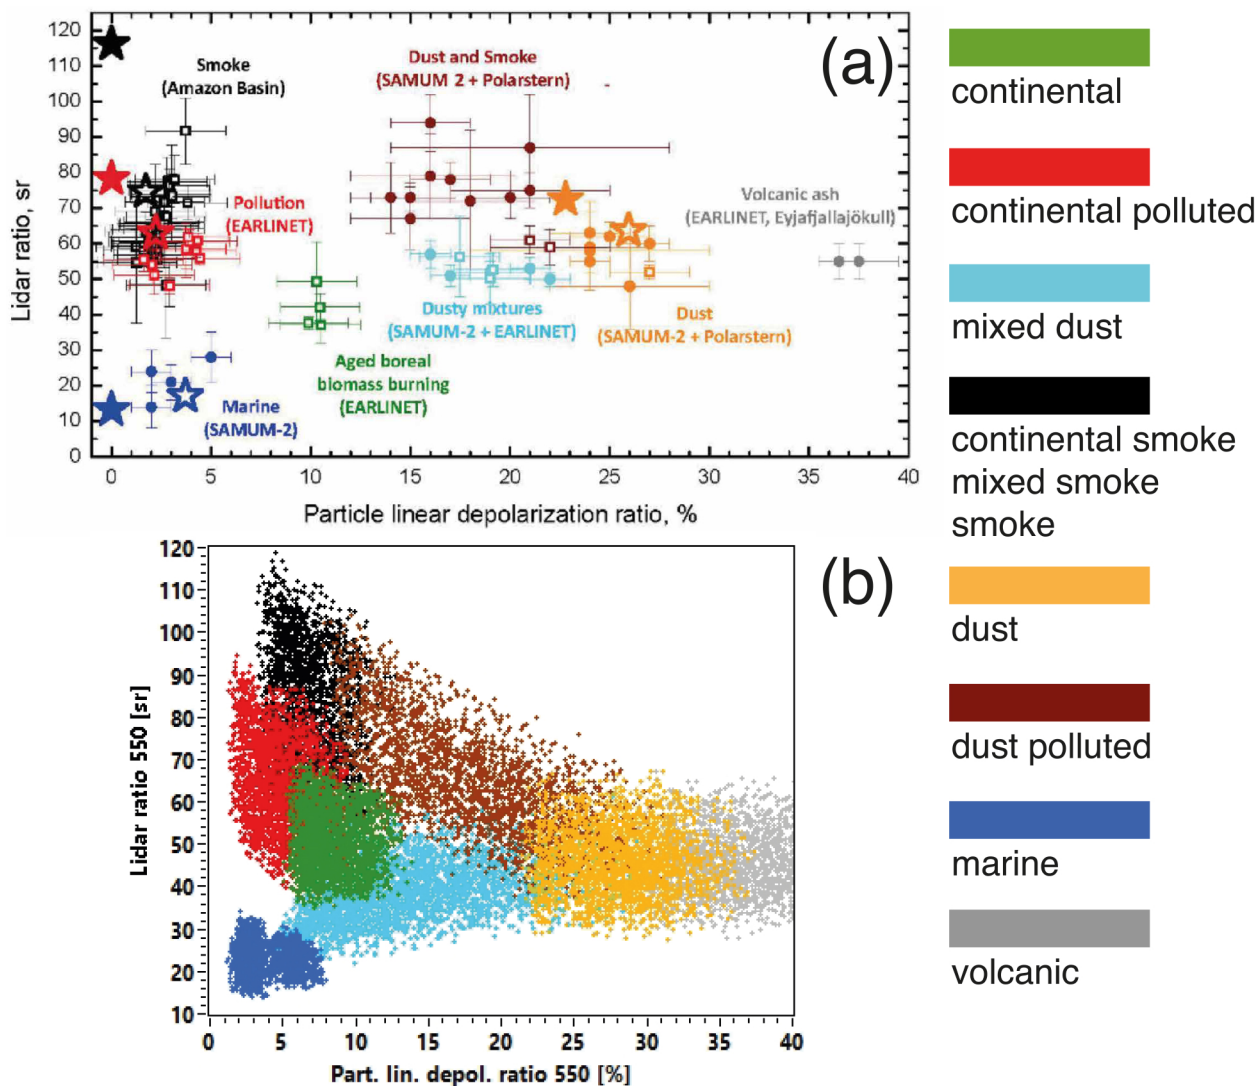 120
110
100
90
80
70
60
50
40
30
20
10
0
Lidar ratio, sr
Smoke
(Amazon Basin)
Dust and Smoke
(SAMUM 2 + Polarstern)
(a)
Pollution
(EARLINET)
Volcanic ash
(EARLINET, Eyjafjallajökull)
Dusty mixtures
(SAMUM-2 + EARLINET)
Dust
(SAMUM-2 + Polarstern)
Aged boreal
biomass burning
(EARLINET)
Marine
(SAMUM-2)
0 5 10 15 20 25 30 35 40
Particle linear depolarization ratio, %
120
110
100
90
80
70
60
50
40
30
20
10
Lidar ratio 550 [sr]
(b)
0 5 10 15 20 25 30 35 40
Part. lin. depol. ratio 550 [%]
continental
continental polluted
mixed dust
continental smoke
mixed smoke
smoke
dust
dust polluted
marine
volcanic